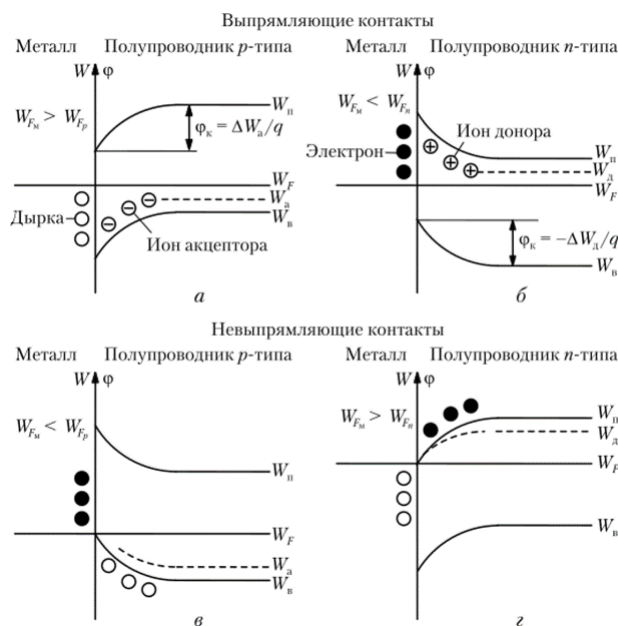 Выпрямляющие контакты
Металл Полупроводник p-типа
W φ
W_Fм > W_Fp
W_п
φ_к = ΔW_а/q
W_F
W_а
W_в
Дырка
Ион акцептора
а
Металл Полупроводник n-типа
W φ
W_Fм < W_Fn
Ион донора
Электрон
W_п
W_д
W_F
φ_к = −ΔW_д/q
W_в
б
Невыпрямляющие контакты
Металл Полупроводник p-типа
W φ
W_Fм < W_Fp
W_п
W_F
W_а
W_в
в
Металл Полупроводник n-типа
W φ
W_Fм > W_Fn
W_п
W_д
W_F
W_в
г